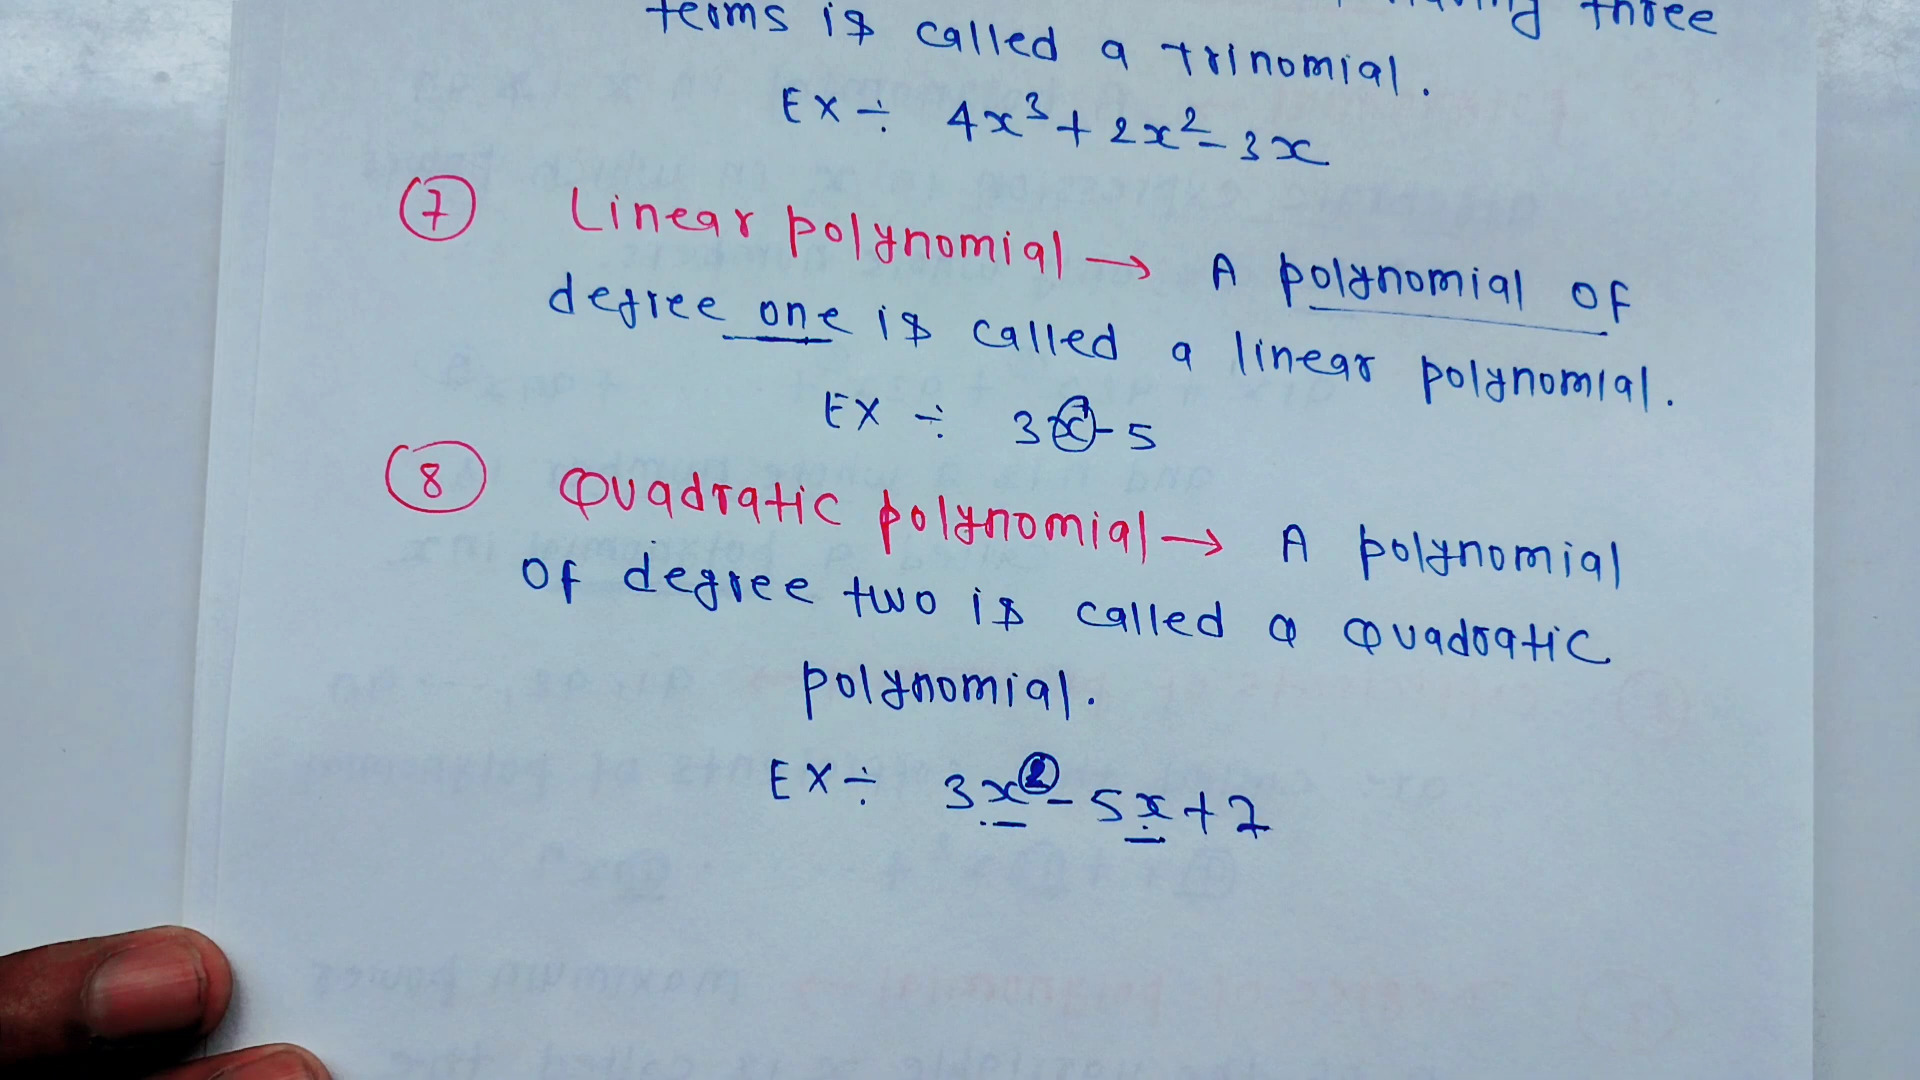 three
terms is called a trinomial.
Ex÷ 4x³ + 2x² - 3x
(7) Linear polynomial → A polynomial of
degree one is called a linear polynomial.
Ex÷ 3x - 5
(8) Quadratic polynomial → A polynomial
of degree two is called a quadratic
polynomial.
Ex÷ 3x² - 5x + 7